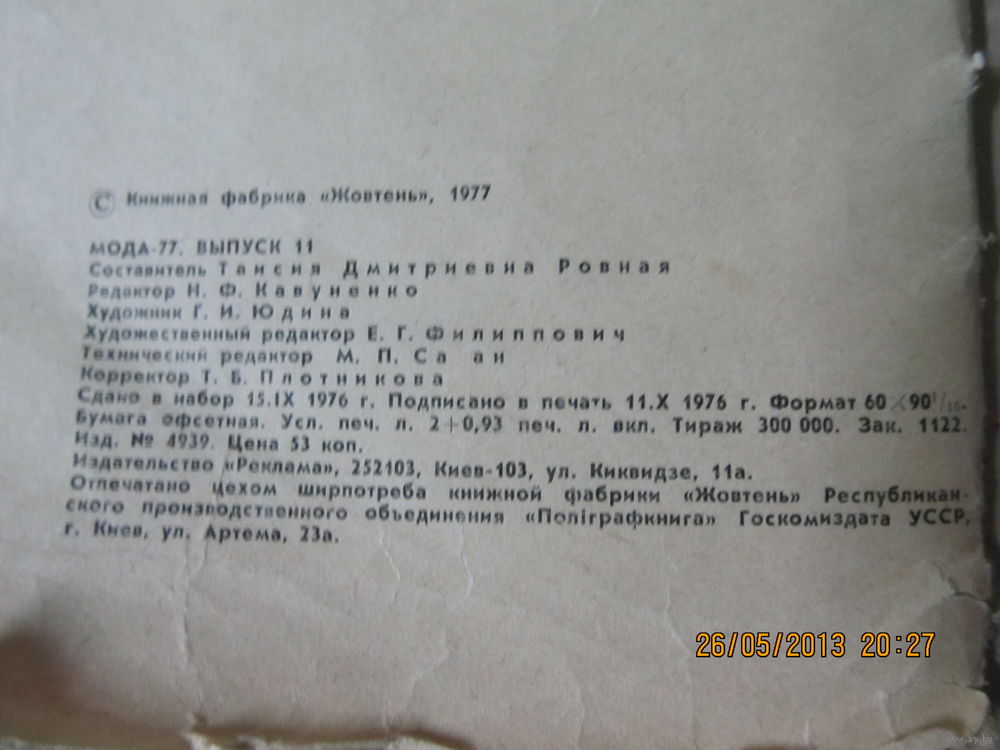 © Книжная фабрика «Жовтень», 1977
МОДА-77. ВЫПУСК 11
Составитель Таисия Дмитриевна Ровная
Редактор Н. Ф. Кавуненко
Художник Г. И. Юдина
Художественный редактор Е. Г. Филиппович
Технический редактор М. П.
Корректор Т. Б. Плотникова
Сдано в набор 15.IX 1976 г. Подписано в печать 11.X 1976 г. Формат 60×90¹/₁₆.
Бумага офсетная. Усл. печ. л. 2+0,93 печ. л. вкл. Тираж 300 000. Зак. 1122.
Изд. № 4939. Цена 53 коп.
Издательство «Реклама», 252103, Киев-103, ул. Киквидзе, 11а.
Отпечатано цехом ширпотреба книжной фабрики «Жовтень» Республикан-
ского производственного объединения «Поліграфкнига» Госкомиздата УССР,
г. Киев, ул. Артема, 23а.
26/05/2013 20:27
www.ay.by